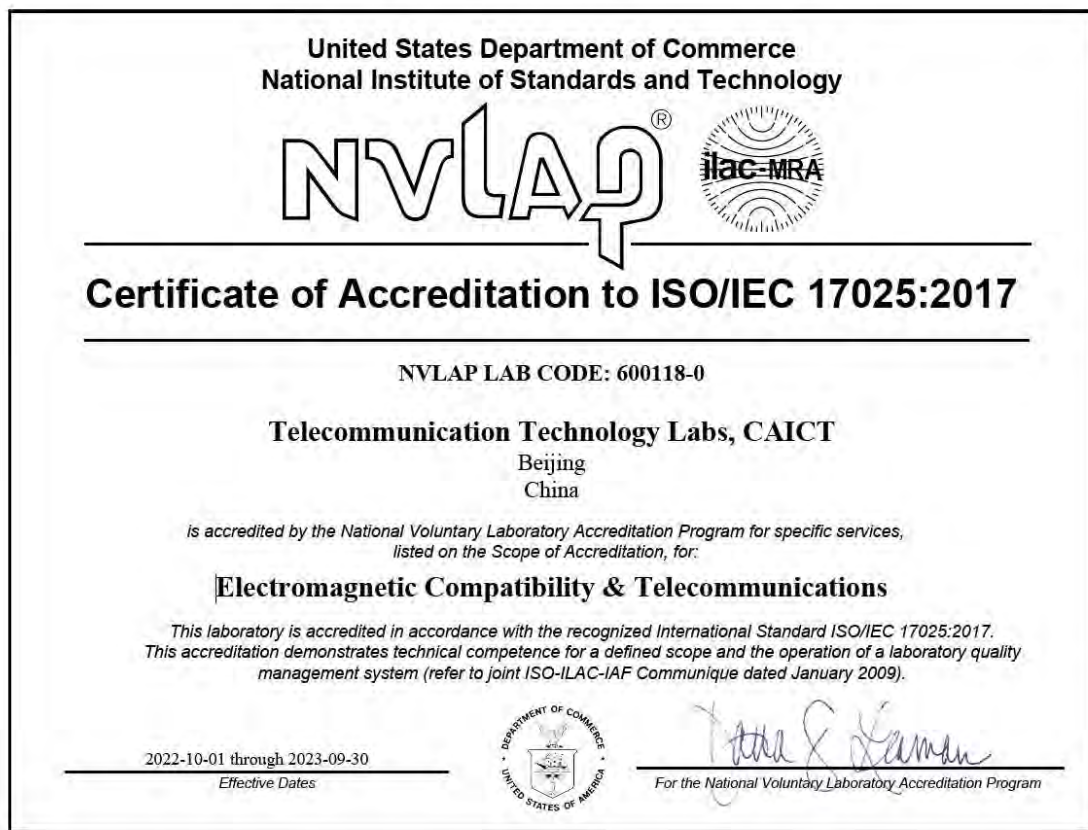 United States Department of Commerce
National Institute of Standards and Technology
NVLAP®
ilac-MRA
Certificate of Accreditation to ISO/IEC 17025:2017
NVLAP LAB CODE: 600118-0
Telecommunication Technology Labs, CAICT
Beijing
China
is accredited by the National Voluntary Laboratory Accreditation Program for specific services,
listed on the Scope of Accreditation, for:
Electromagnetic Compatibility & Telecommunications
This laboratory is accredited in accordance with the recognized International Standard ISO/IEC 17025:2017.
This accreditation demonstrates technical competence for a defined scope and the operation of a laboratory quality
management system (refer to joint ISO-ILAC-IAF Communique dated January 2009).
2022-10-01 through 2023-09-30
Effective Dates
DEPARTMENT OF COMMERCE
UNITED STATES OF AMERICA
For the National Voluntary Laboratory Accreditation Program